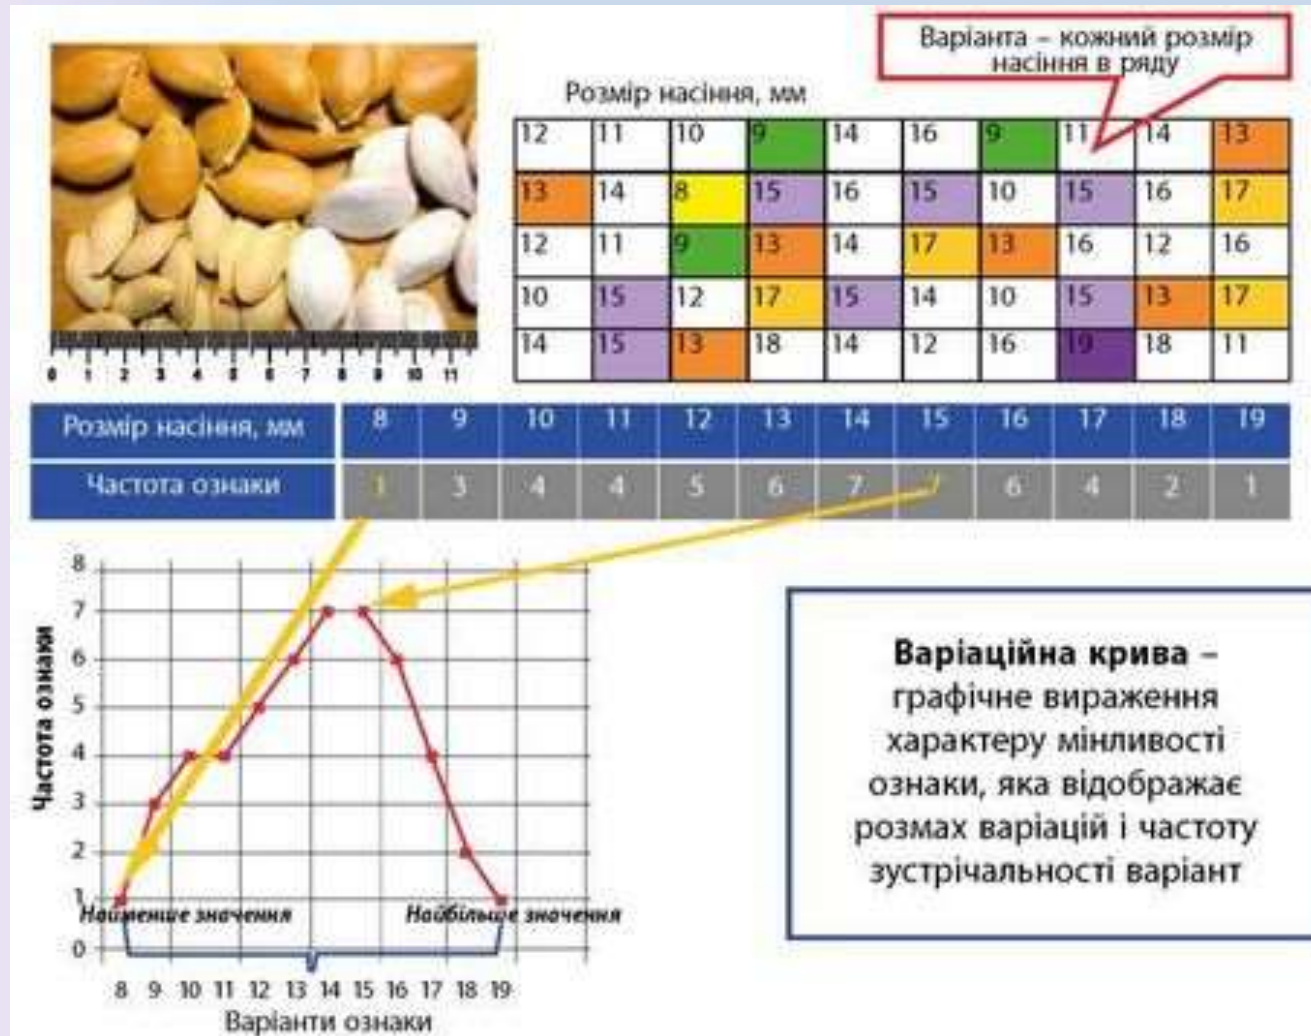 Варіанта – кожний розмір
насіння в ряду
Розмір насіння, мм
12 11 10 9 14 16 9 11 14 13
13 14 8 15 16 15 10 15 16 17
12 11 9 13 14 17 13 16 12 16
10 15 12 17 15 14 10 15 13 17
14 15 13 18 14 12 16 19 18 11
0 1 2 3 4 5 6 7 8 9 10 11
Розмір насіння, мм 8 9 10 11 12 13 14 15 16 17 18 19
Частота ознаки 1 3 4 4 5 6 7 7 6 4 2 1
Частота ознаки
8
7
6
5
4
3
2
1
0
Найменше значення Найбільше значення
8 9 10 11 12 13 14 15 16 17 18 19
Варіанти ознаки
Варіаційна крива –
графічне вираження
характеру мінливості
ознаки, яка відображає
розмах варіацій і частоту
зустрічальності варіант